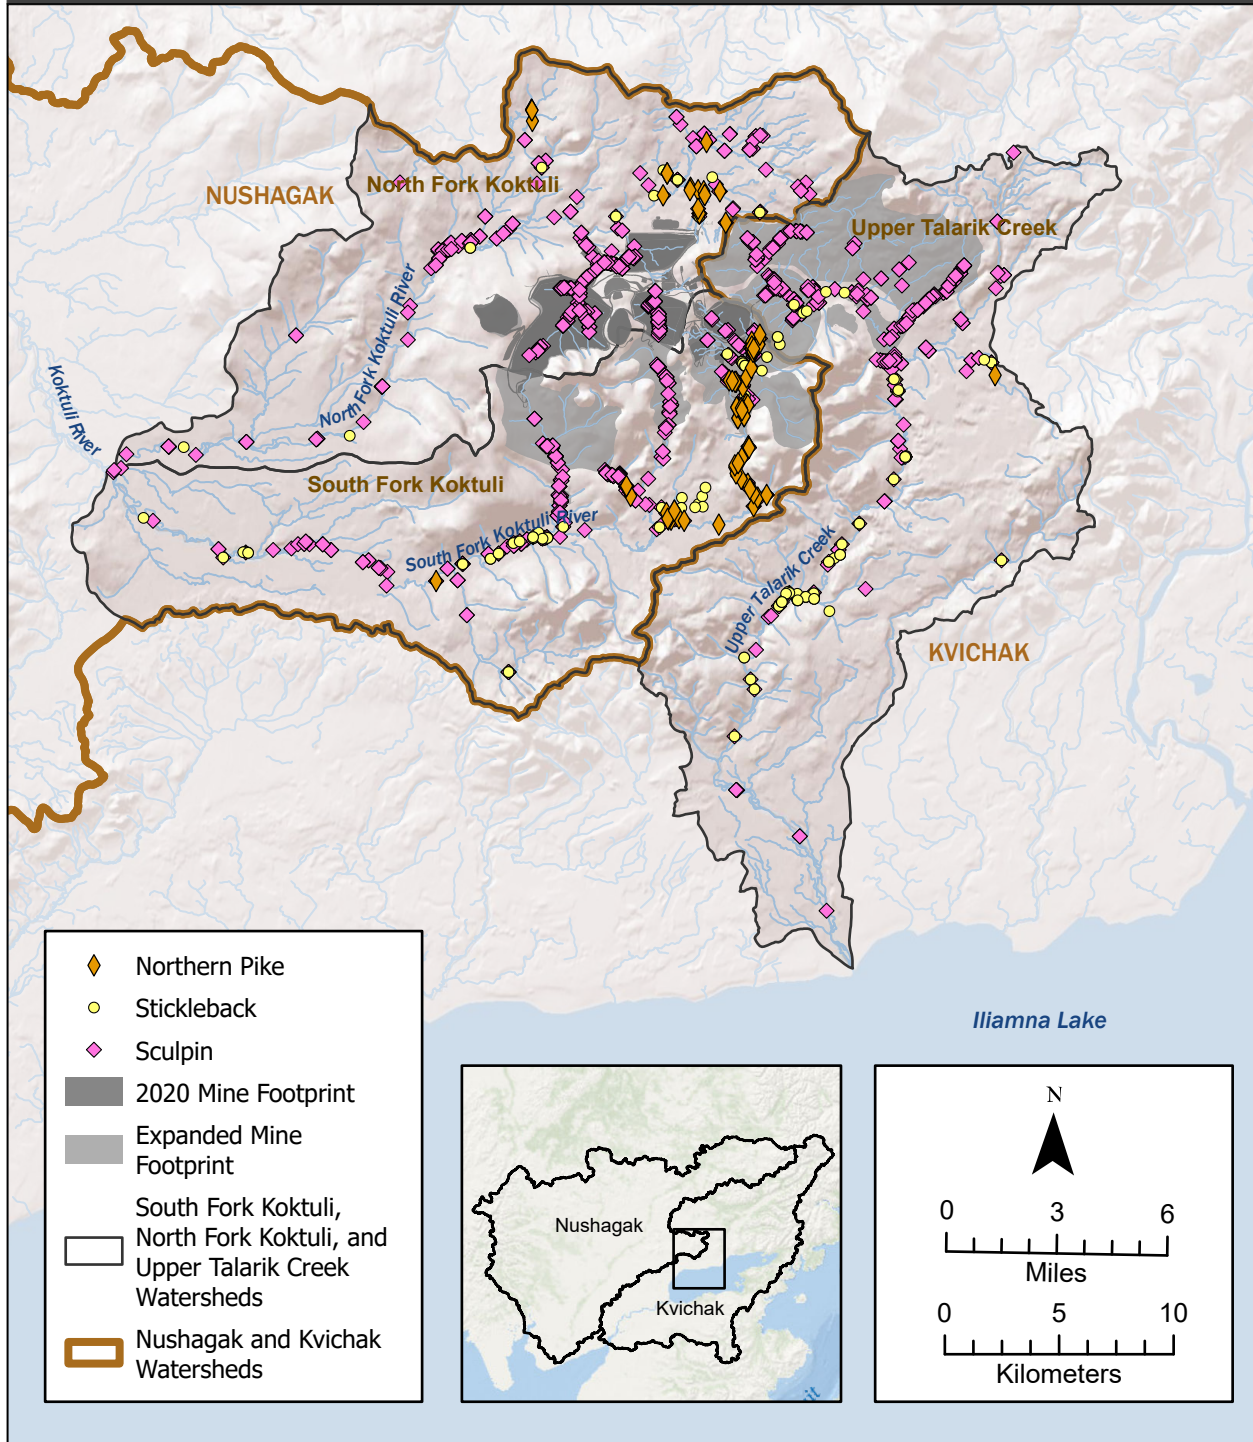 NUSHAGAK
North Fork Koktuli
Upper Talarik Creek
North Fork Koktuli River
Koktuli River
South Fork Koktuli
South Fork Koktuli River
Upper Talarik Creek
KVICHAK
Iliamna Lake
Northern Pike
Stickleback
Sculpin
2020 Mine Footprint
Expanded Mine
Footprint
South Fork Koktuli,
North Fork Koktuli, and
Upper Talarik Creek
Watersheds
Nushagak and Kvichak
Watersheds
Nushagak
Kvichak
N
0 3 6
Miles
0 5 10
Kilometers